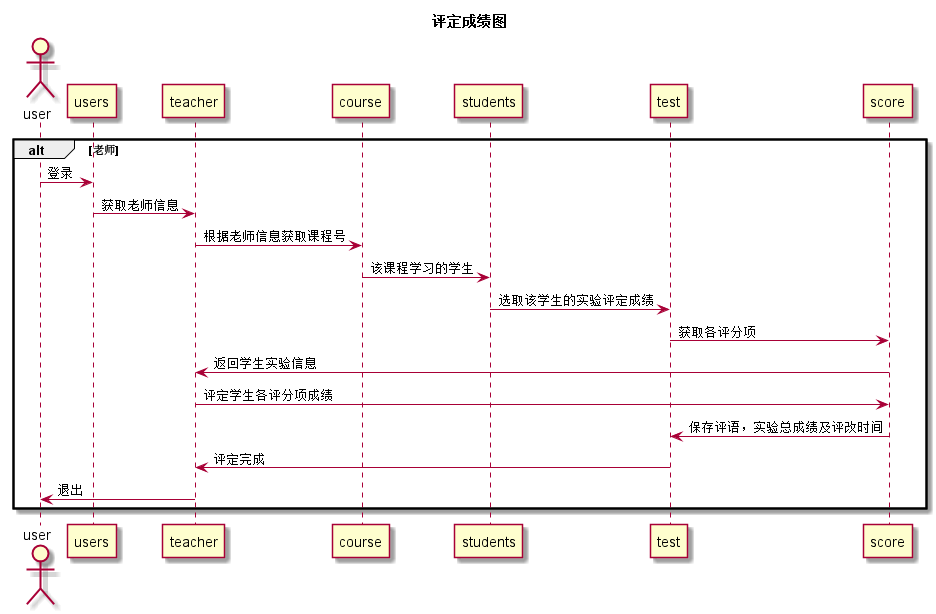 评定成绩图
user
users
teacher
course
students
test
score
alt
[老师]
登录
获取老师信息
根据老师信息获取课程号
该课程学习的学生
选取该学生的实验评定成绩
获取各评分项
返回学生实验信息
评定学生各评分项成绩
保存评语，实验总成绩及评改时间
评定完成
退出
user
users
teacher
course
students
test
score